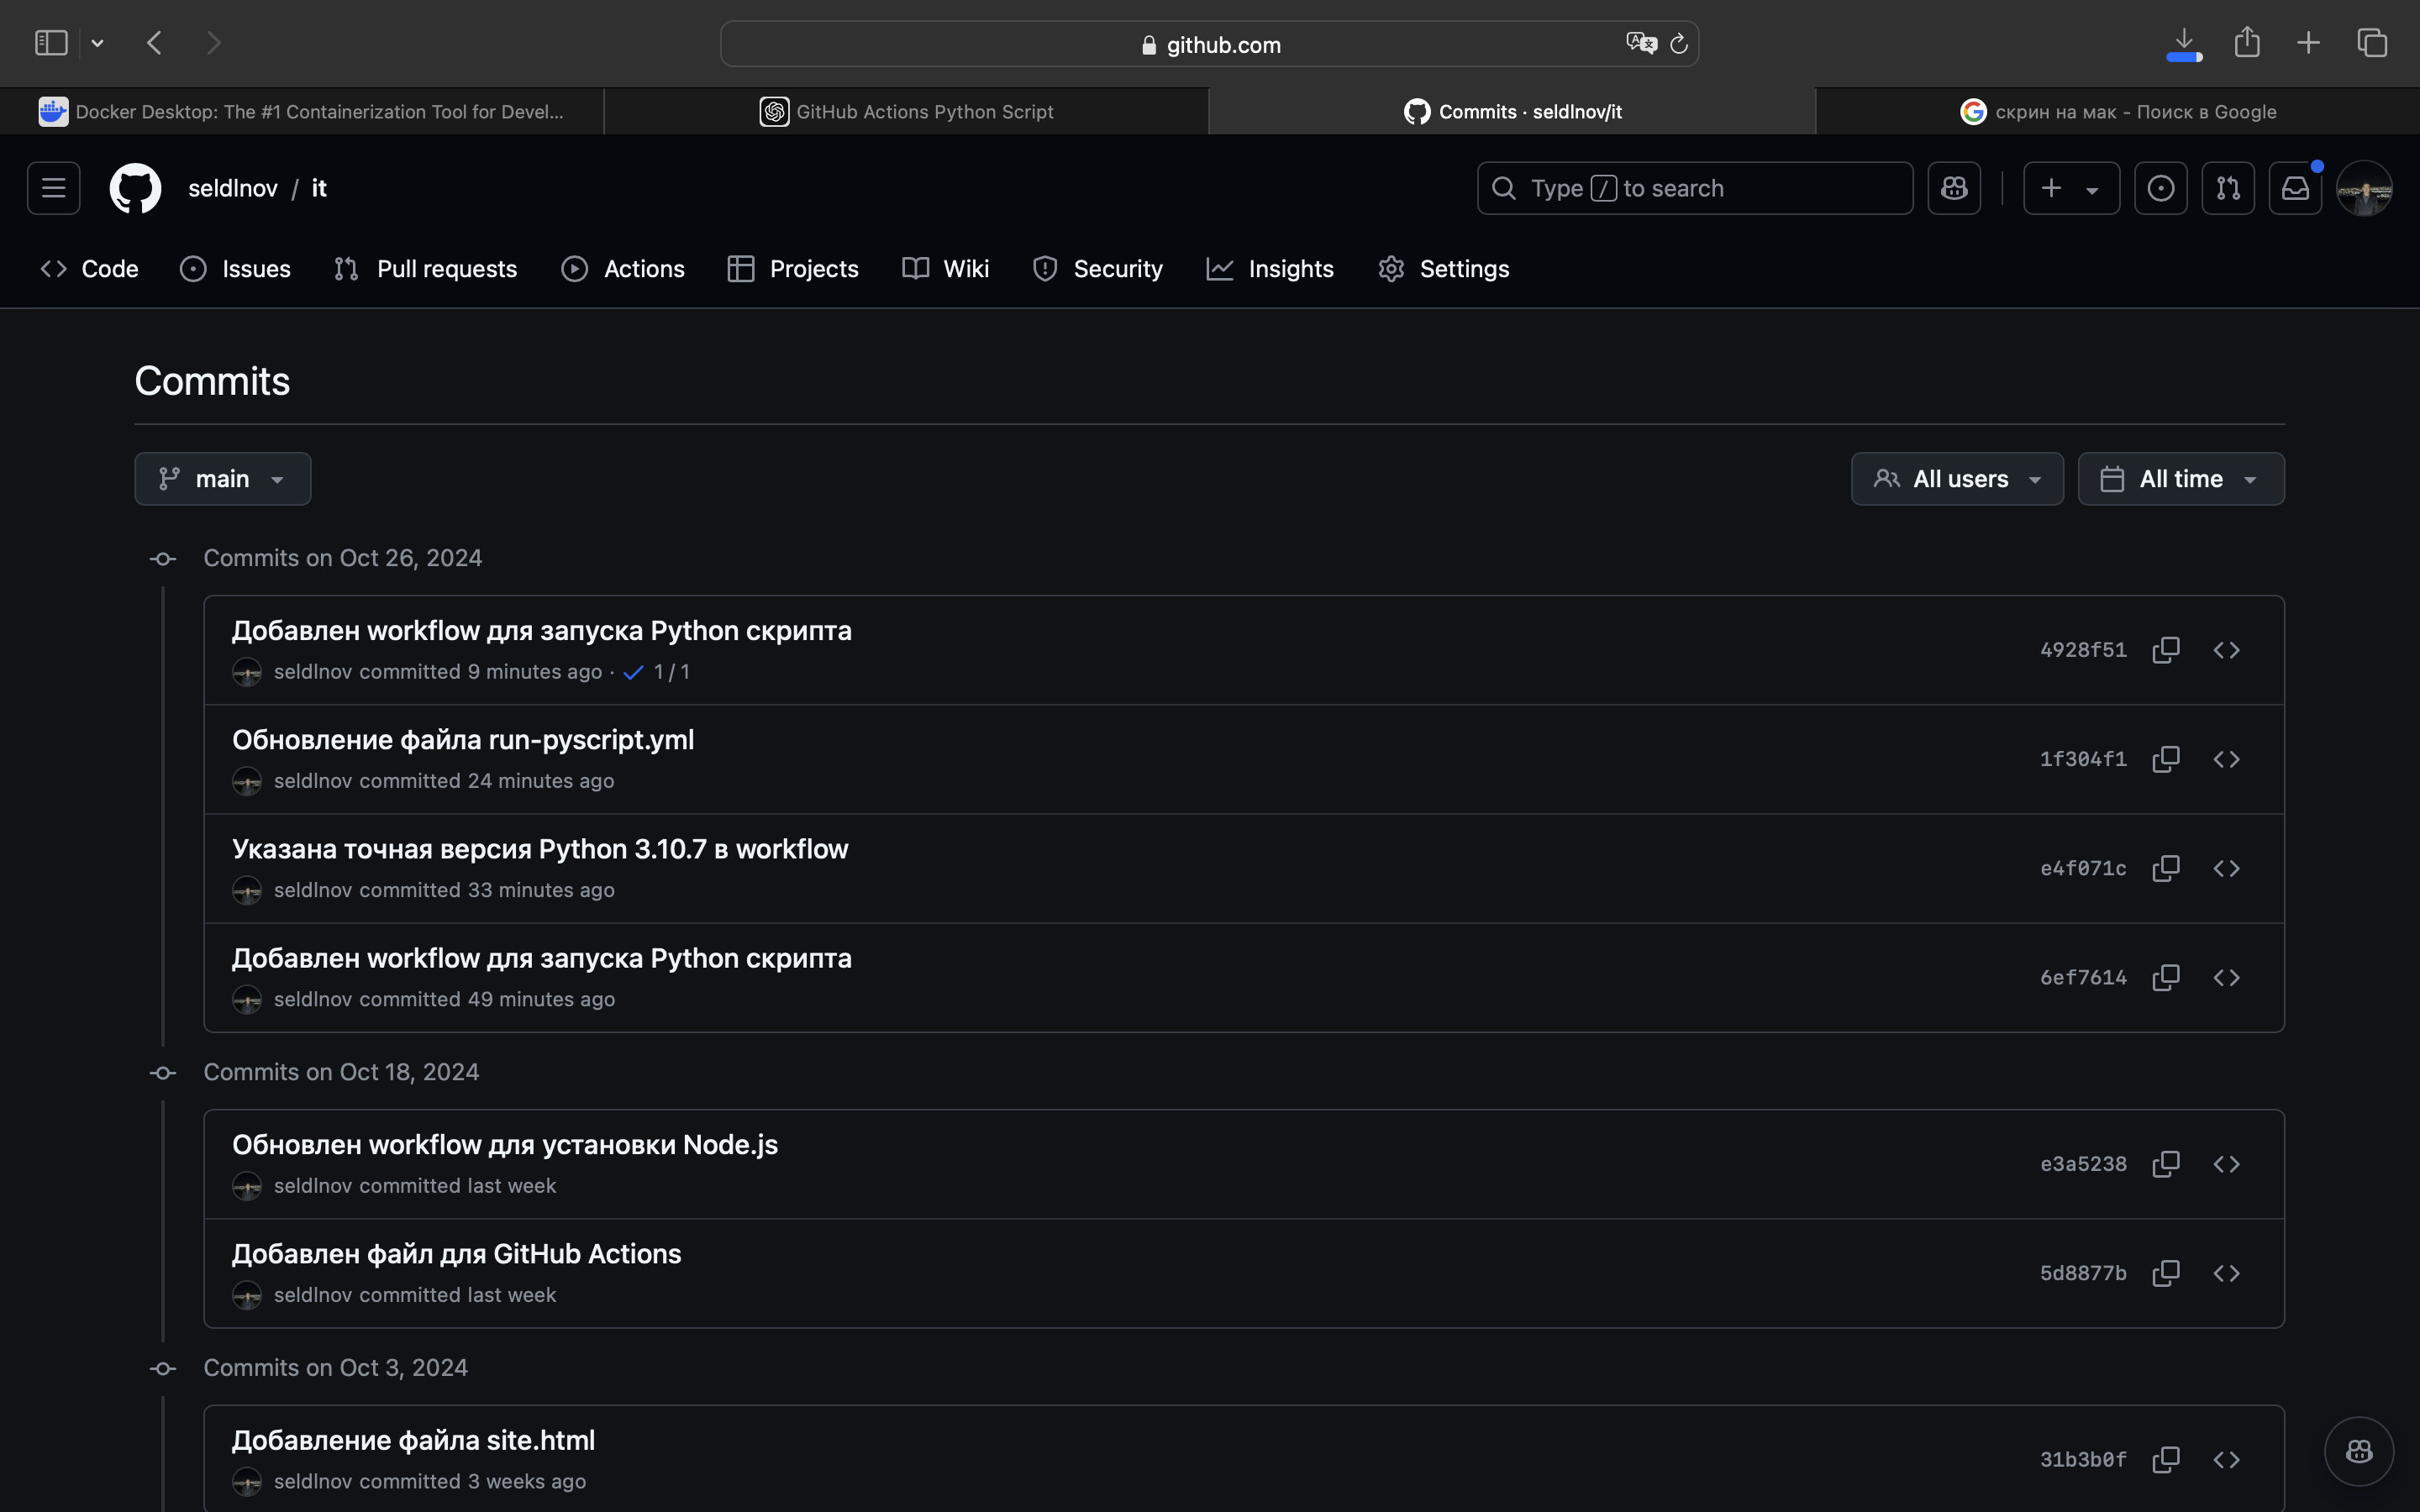 github.com
Docker Desktop: The #1 Containerization Tool for Devel...
GitHub Actions Python Script
Commits · seldlnov/it
скрин на мак - Поиск в Google
seldlnov / it
Type / to search
Code
Issues
Pull requests
Actions
Projects
Wiki
Security
Insights
Settings
Commits
main
All users
All time
Commits on Oct 26, 2024
Добавлен workflow для запуска Python скрипта
seldlnov committed 9 minutes ago · 1 / 1
4928f51
Обновление файла run-pyscript.yml
seldlnov committed 24 minutes ago
1f304f1
Указана точная версия Python 3.10.7 в workflow
seldlnov committed 33 minutes ago
e4f071c
Добавлен workflow для запуска Python скрипта
seldlnov committed 49 minutes ago
6ef7614
Commits on Oct 18, 2024
Обновлен workflow для установки Node.js
seldlnov committed last week
e3a5238
Добавлен файл для GitHub Actions
seldlnov committed last week
5d8877b
Commits on Oct 3, 2024
Добавление файла site.html
seldlnov committed 3 weeks ago
31b3b0f